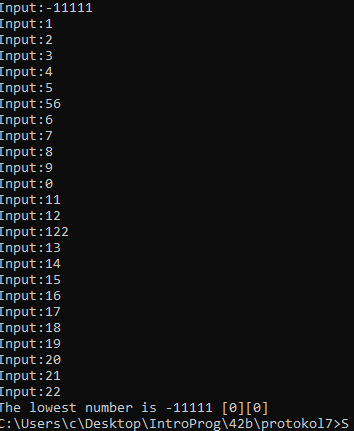 Input:-11111
Input:1
Input:2
Input:3
Input:4
Input:5
Input:56
Input:6
Input:7
Input:8
Input:9
Input:0
Input:11
Input:12
Input:122
Input:13
Input:14
Input:15
Input:16
Input:17
Input:18
Input:19
Input:20
Input:21
Input:22
The lowest number is -11111 [0][0]
C:\Users\c\Desktop\IntroProg\42b\protokol7>S